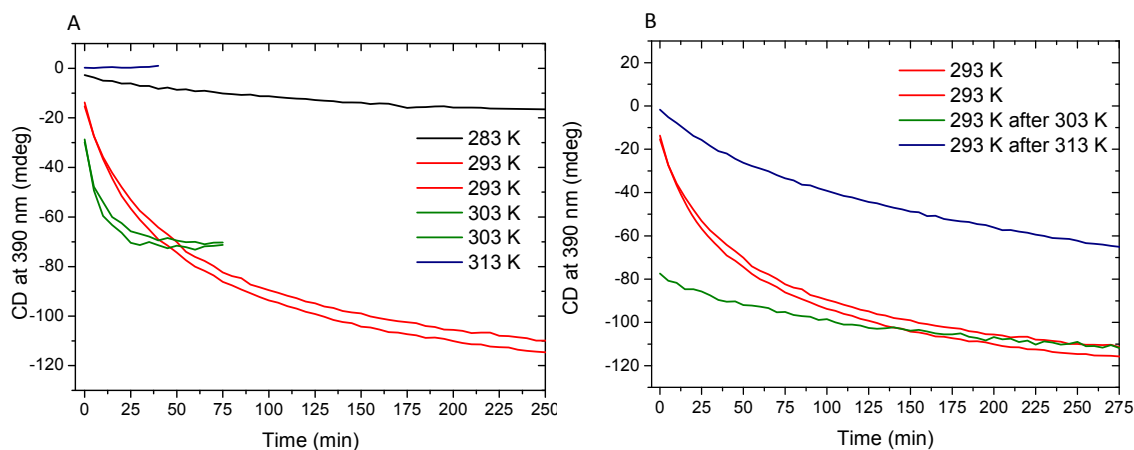 A
CD at 390 nm (mdeg)
0
-20
-40
-60
-80
-100
-120
283 K
293 K
293 K
303 K
303 K
313 K
0 25 50 75 100 125 150 175 200 225 250
Time (min)
B
CD at 390 nm (mdeg)
20
0
-20
-40
-60
-80
-100
-120
293 K
293 K
293 K after 303 K
293 K after 313 K
0 25 50 75 100 125 150 175 200 225 250 275
Time (min)